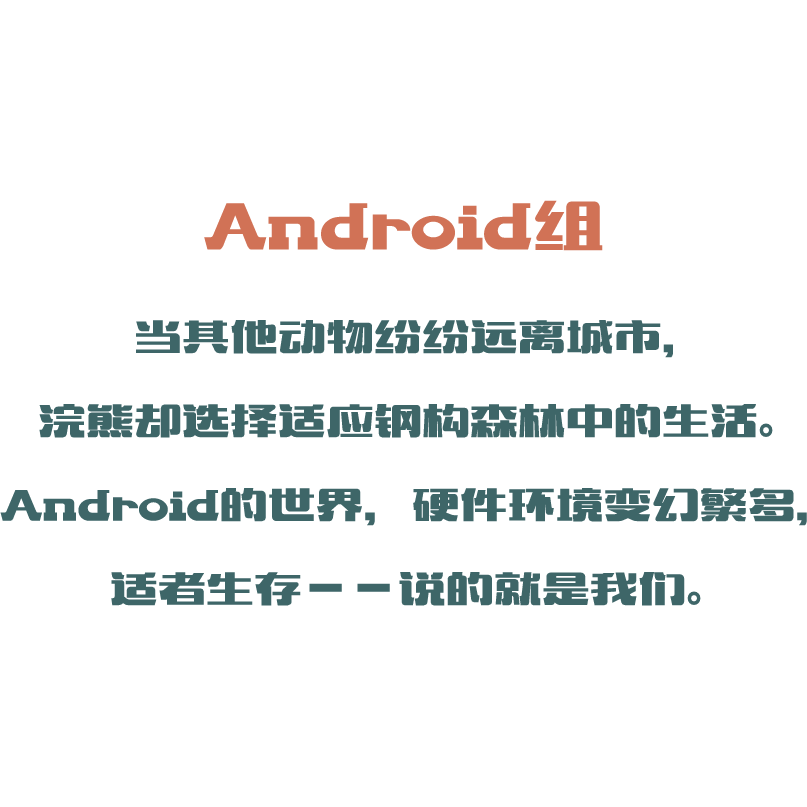 Android组
当其他动物纷纷远离城市，
浣熊却选择适应钢构森林中的生活。
Android的世界，硬件环境变幻繁多，
适者生存——说的就是我们。